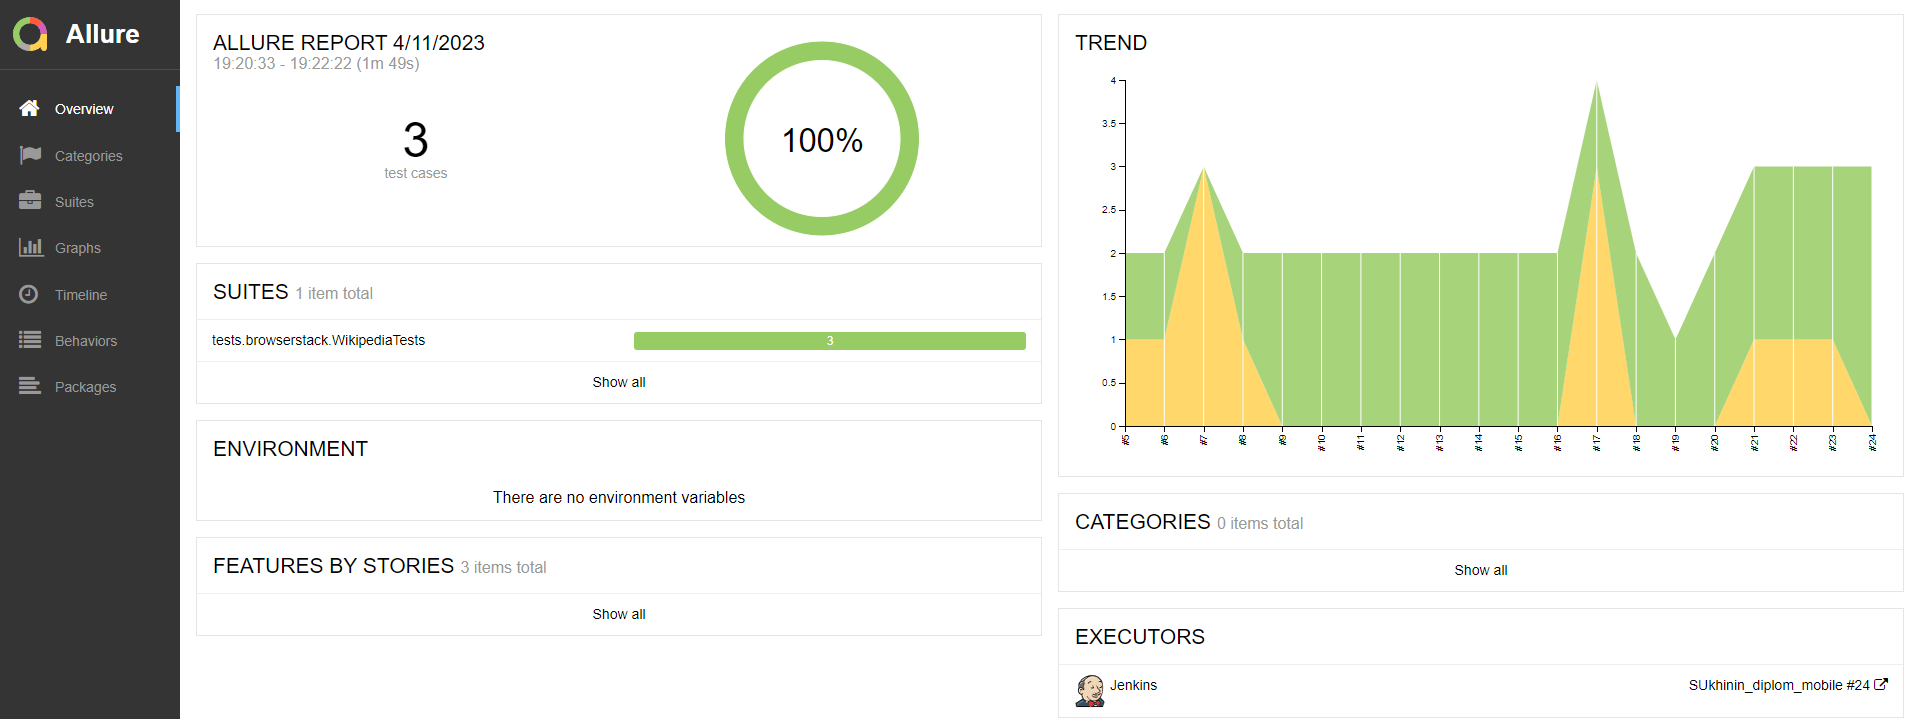 Allure
Overview
Categories
Suites
Graphs
Timeline
Behaviors
Packages
ALLURE REPORT 4/11/2023
19:20:33 - 19:22:22 (1m 49s)
3
test cases
100%
SUITES 1 item total
tests.browserstack.WikipediaTests 3
Show all
ENVIRONMENT
There are no environment variables
FEATURES BY STORIES 3 items total
Show all
TREND
4
3.5
3
2.5
2
1.5
1
0.5
0
#5 #6 #7 #8 #9 #10 #11 #12 #13 #14 #15 #16 #17 #18 #19 #20 #21 #22 #23 #24
CATEGORIES 0 items total
Show all
EXECUTORS
Jenkins SUkhinin_diplom_mobile #24